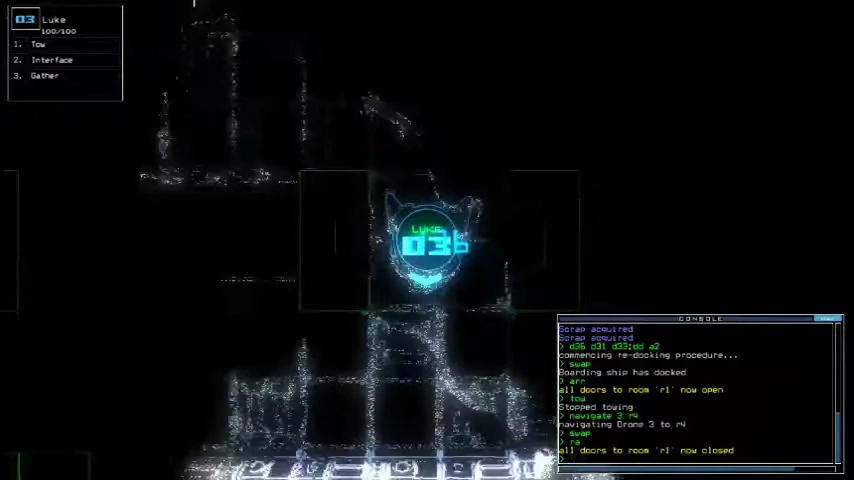 03 Luke
100/100
1. Tow
2. Interface
3. Gather
LUKE
03
CONSOLE
Scrap acquired
Scrap acquired
> d36 d31 d33;dd a2
commencing re-docking procedure...
> swap
Boarding ship has docked
> arr
all doors to room 'r1' now open
> tow
Stopped towing
> navigate 3 r4
navigating Drone 3 to r4
> swap
> ra
all doors to room 'r1' now closed
>